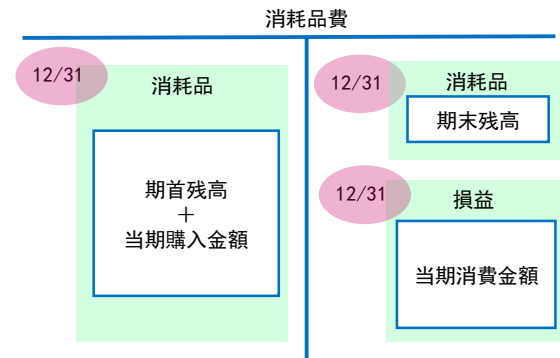 消耗品費
12/31
消耗品
期首残高
＋
当期購入金額
12/31
消耗品
期末残高
12/31
損益
当期消費金額